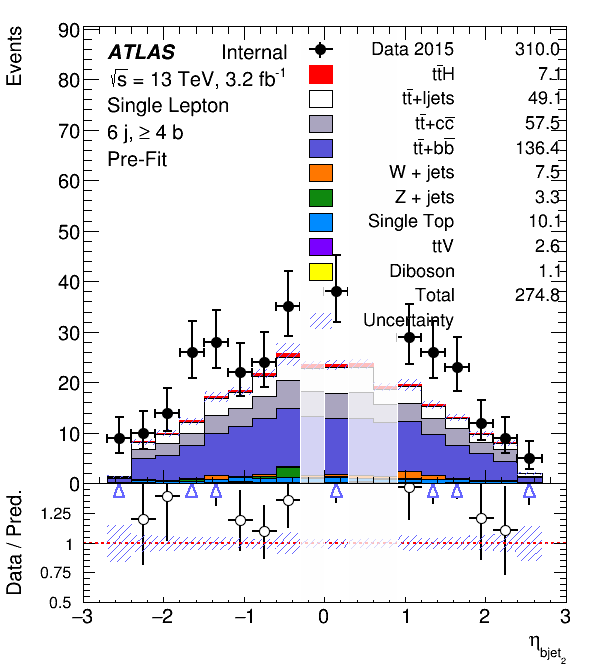 Events
90
80
70
60
50
40
30
20
10
0
ATLAS Internal
√s = 13 TeV, 3.2 fb⁻¹
Single Lepton
6 j, ≥ 4 b
Pre-Fit
Data 2015 310.0
tt̄H 7.1
tt̄+ljets 49.1
tt̄+cc̄ 57.5
tt̄+bb̄ 136.4
W + jets 7.5
Z + jets 3.3
Single Top 10.1
ttV 2.6
Diboson 1.1
Total 274.8
Uncertainty
Data / Pred.
1.25
1
0.75
0.5
−3 −2 −1 0 1 2 3
η_bjet₂